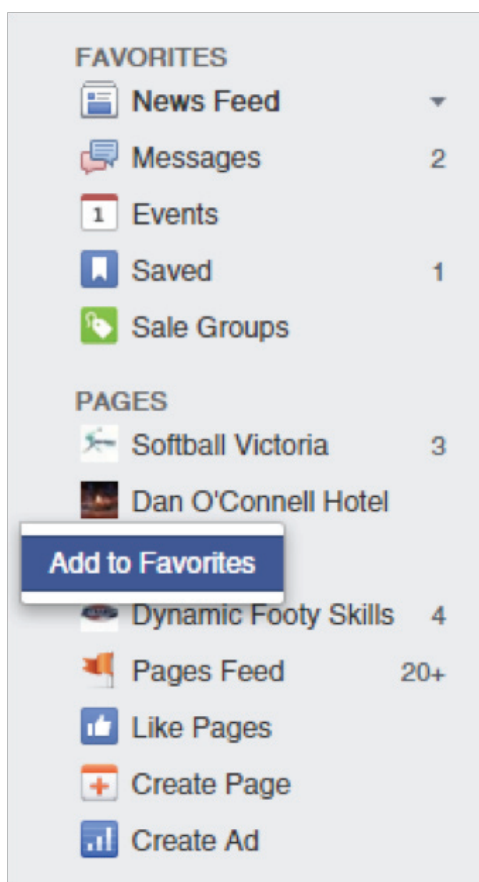 FAVORITES
News Feed
Messages 2
1 Events
Saved 1
Sale Groups
PAGES
Softball Victoria 3
Dan O'Connell Hotel
Add to Favorites
Dynamic Footy Skills 4
Pages Feed 20+
Like Pages
Create Page
Create Ad